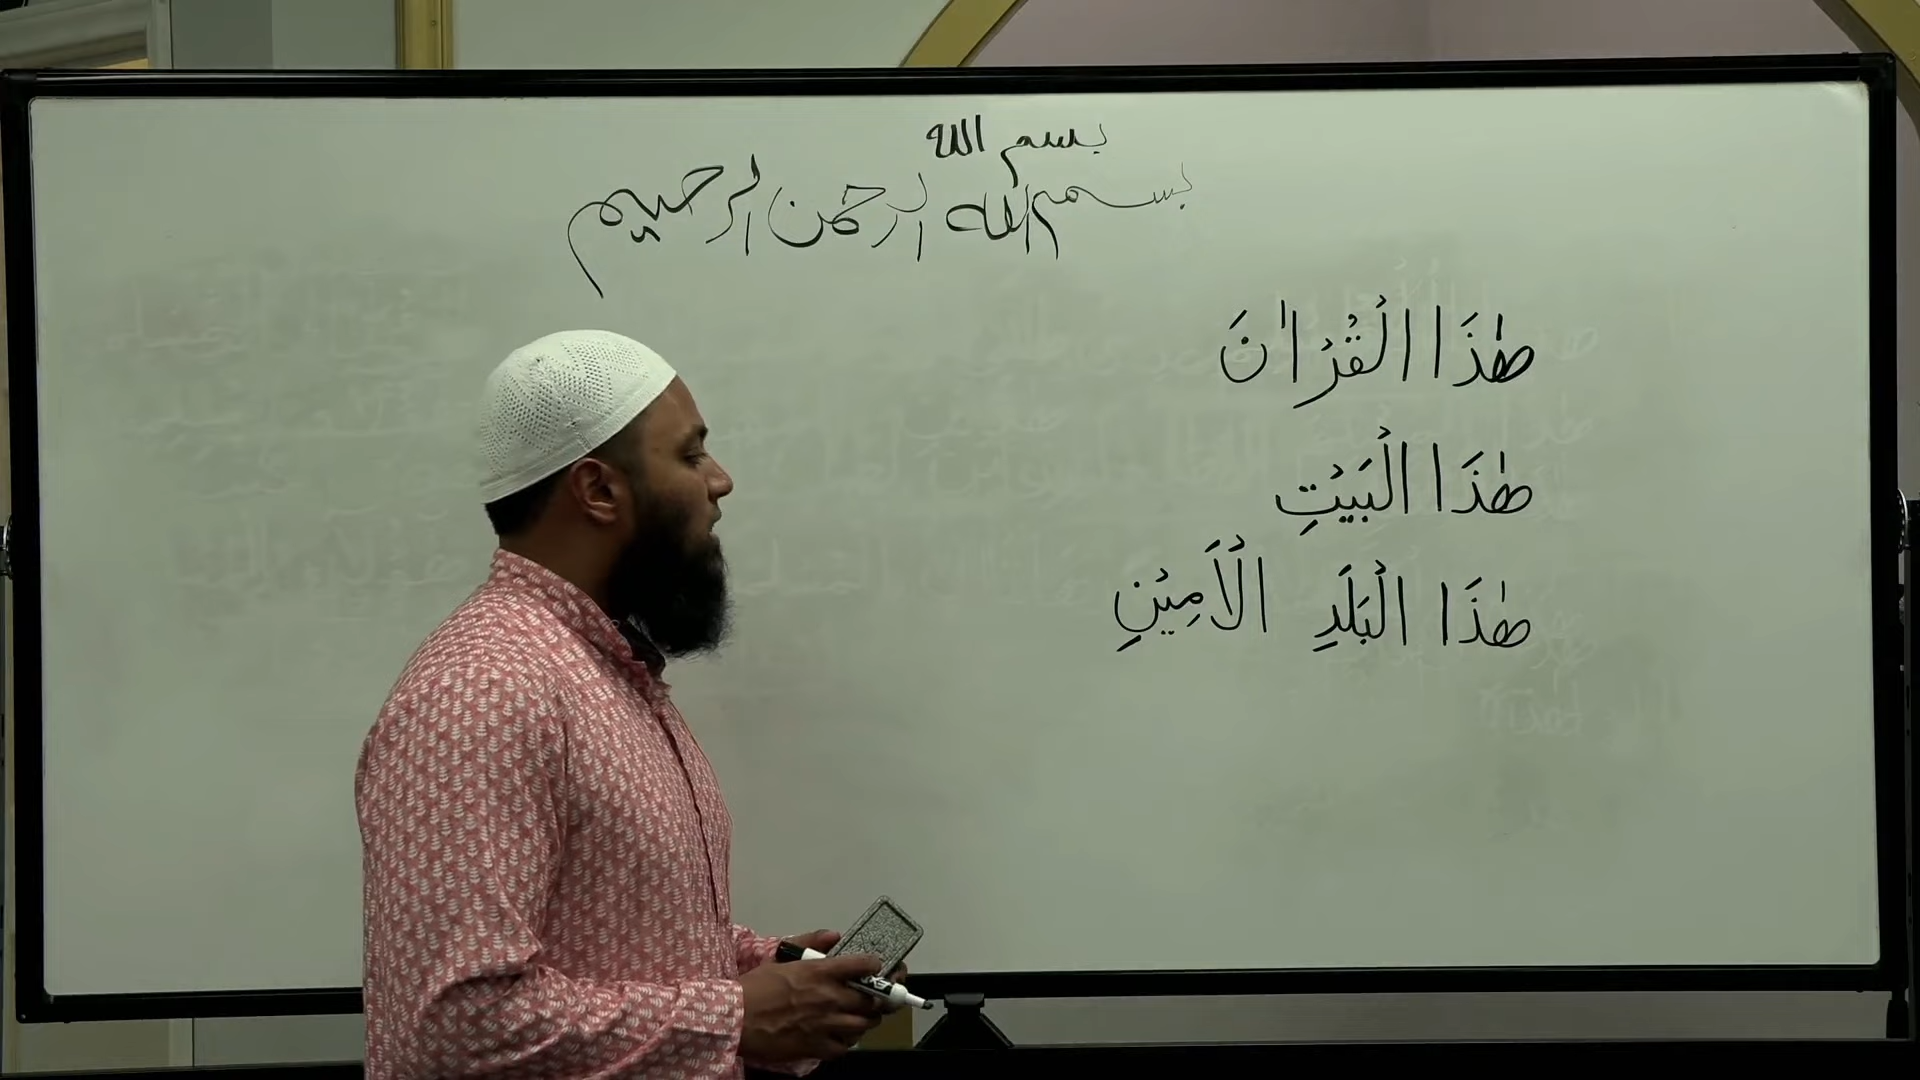 بسم الله
بسم الله الرحمن الرحيم
هٰذَا الْقُرْاٰنَ
هٰذَا الْبَيْتِ
هٰذَا الْبَلَدِ الْأَمِيْنِ